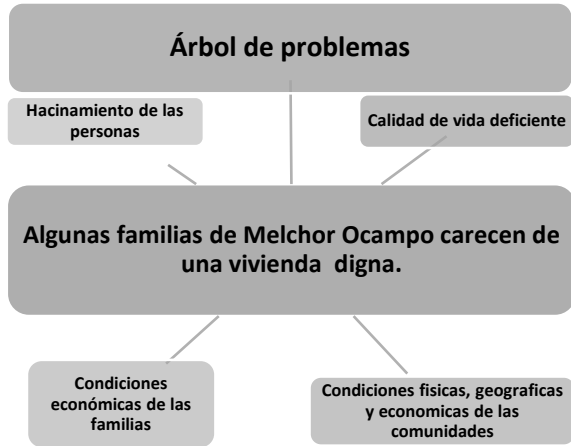 Árbol de problemas
Hacinamiento de las
personas
Calidad de vida deficiente
Algunas familias de Melchor Ocampo carecen de
una vivienda digna.
Condiciones
económicas de las
familias
Condiciones fisicas, geograficas
y economicas de las
comunidades